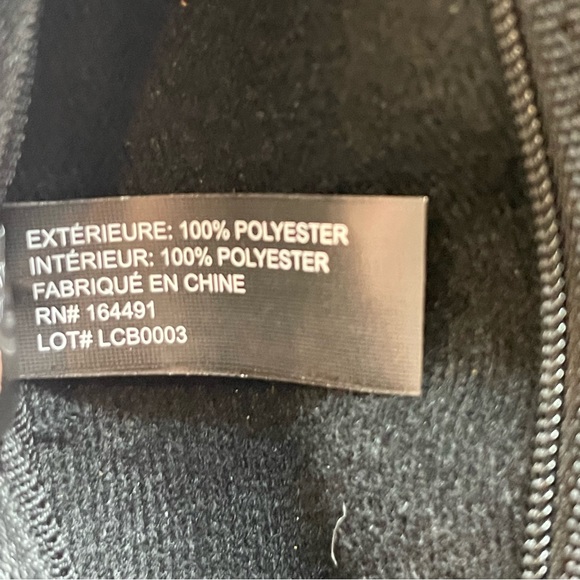 EXTÉRIEURE: 100% POLYESTER
INTÉRIEUR: 100% POLYESTER
FABRIQUÉ EN CHINE
RN# 164491
LOT# LCB0003